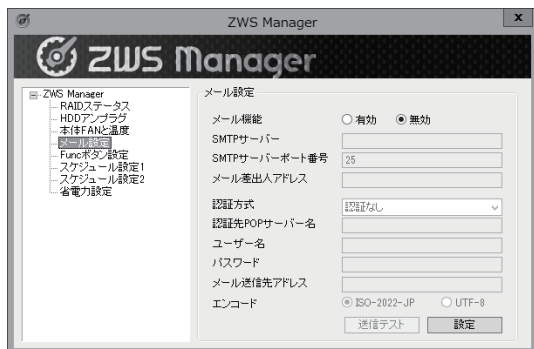 ZWS Manager
x
ZWS Manager
ZWS Manager
RAIDステータス
HDDアンプラグ
本体FANと温度
メール設定
Funcボタン設定
スケジュール設定1
スケジュール設定2
省電力設定
メール設定
メール機能 有効 無効
SMTPサーバー
SMTPサーバーポート番号 25
メール差出人アドレス
認証方式 認証なし
認証先POPサーバー名
ユーザー名
パスワード
メール送信先アドレス
エンコード ISO-2022-JP UTF-8
送信テスト 設定